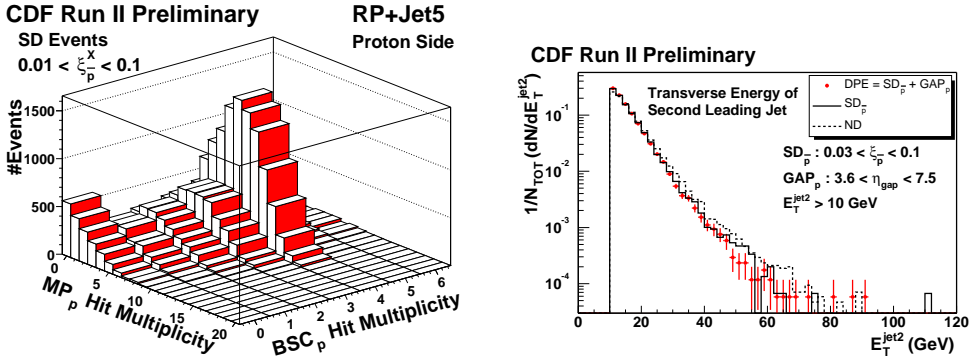 CDF Run II Preliminary
RP+Jet5
SD Events
Proton Side
0.01 < ξ_p̄^X < 0.1
#Events
1500
1000
500
0
0
5
10
15
20
MP_p Hit Multiplicity
0
1
2
3
4
5
6
BSC_p Hit Multiplicity
CDF Run II Preliminary
1/N_TOT (dN/dE_T^jet2)
10^-1
10^-2
10^-3
10^-4
Transverse Energy of
Second Leading Jet
DPE = SD_p̄ + GAP_p
SD_p̄
ND
SD_p̄ : 0.03 < ξ_p̄ < 0.1
GAP_p : 3.6 < η_gap < 7.5
E_T^jet2 > 10 GeV
0 20 40 60 80 100 120
E_T^jet2 (GeV)